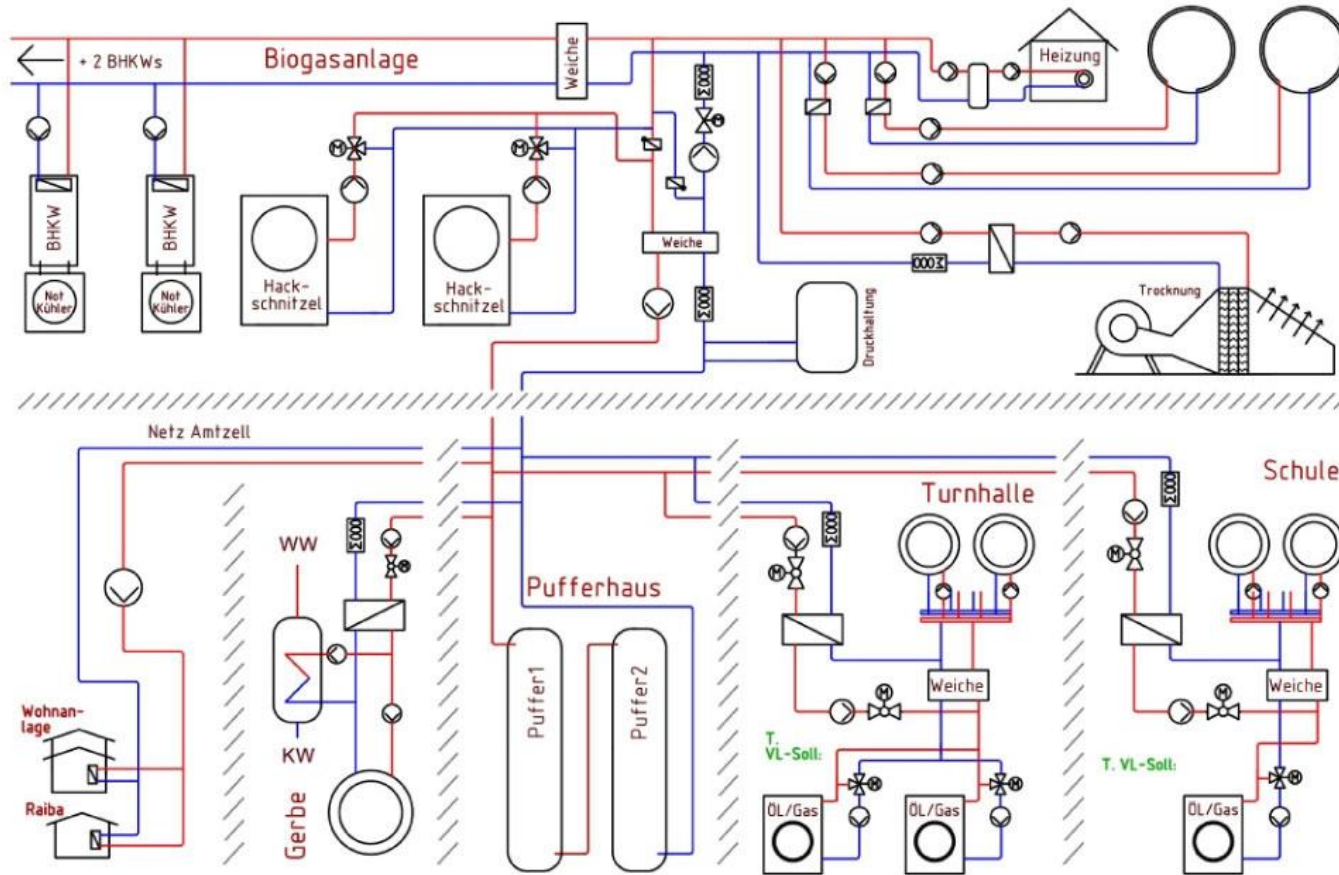 + 2 BHKWs
Biogasanlage
Weiche
Heizung
BHKW
BHKW
Not
Kühler
Not
Kühler
M
M
M
Hack-
schnitzel
Hack-
schnitzel
Weiche
Druckhaltung
Trocknung
Netz Amtzell
WW
KW
M
Gerbe
Wohnan-
lage
Raiba
Pufferhaus
Puffer1
Puffer2
Turnhalle
M
Weiche
M
T.
VL-Soll:
M
M
ÖL/Gas
ÖL/Gas
Schule
M
Weiche
M
T. VL-Soll:
M
ÖL/Gas